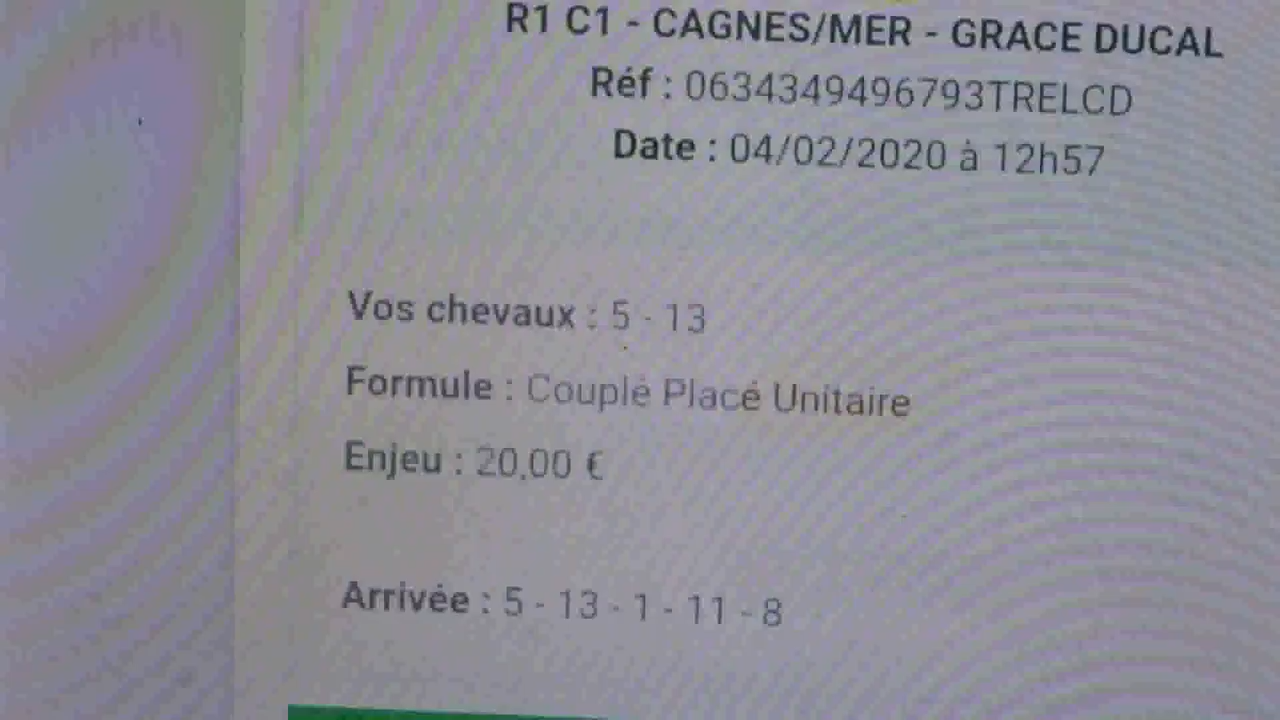 R1 C1 - CAGNES/MER - GRACE DUCAL
Réf : 0634349496793TRELCD
Date : 04/02/2020 à 12h57
Vos chevaux : 5 - 13
Formule : Couplé Placé Unitaire
Enjeu : 20,00 €
Arrivée : 5 - 13 - 1 - 11 - 8